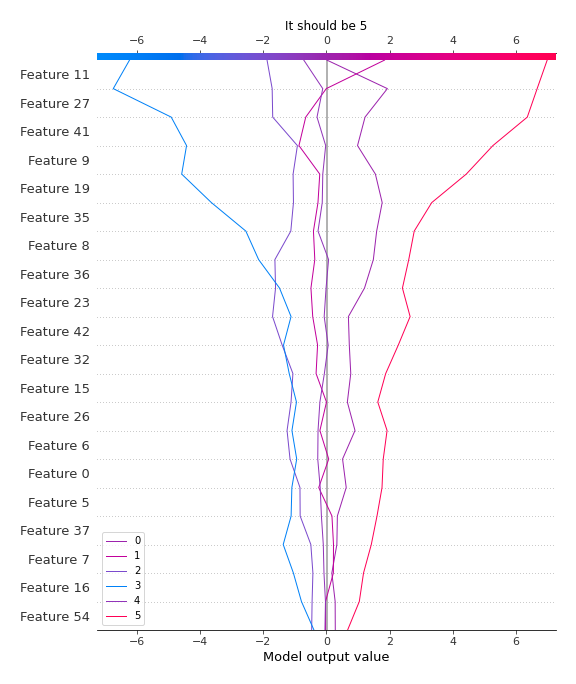 It should be 5
−6 −4 −2 0 2 4 6
Feature 11
Feature 27
Feature 41
Feature 9
Feature 19
Feature 35
Feature 8
Feature 36
Feature 23
Feature 42
Feature 32
Feature 15
Feature 26
Feature 6
Feature 0
Feature 5
Feature 37
Feature 7
Feature 16
Feature 54
0
1
2
3
4
5
−6 −4 −2 0 2 4 6
Model output value